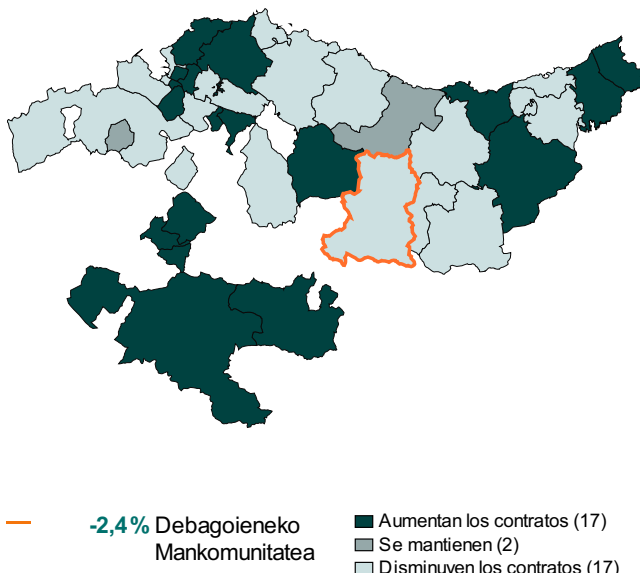 -2,4% Debagoieneko
Mankomunitatea
Aumentan los contratos (17)
Se mantienen (2)
Disminuyen los contratos (17)